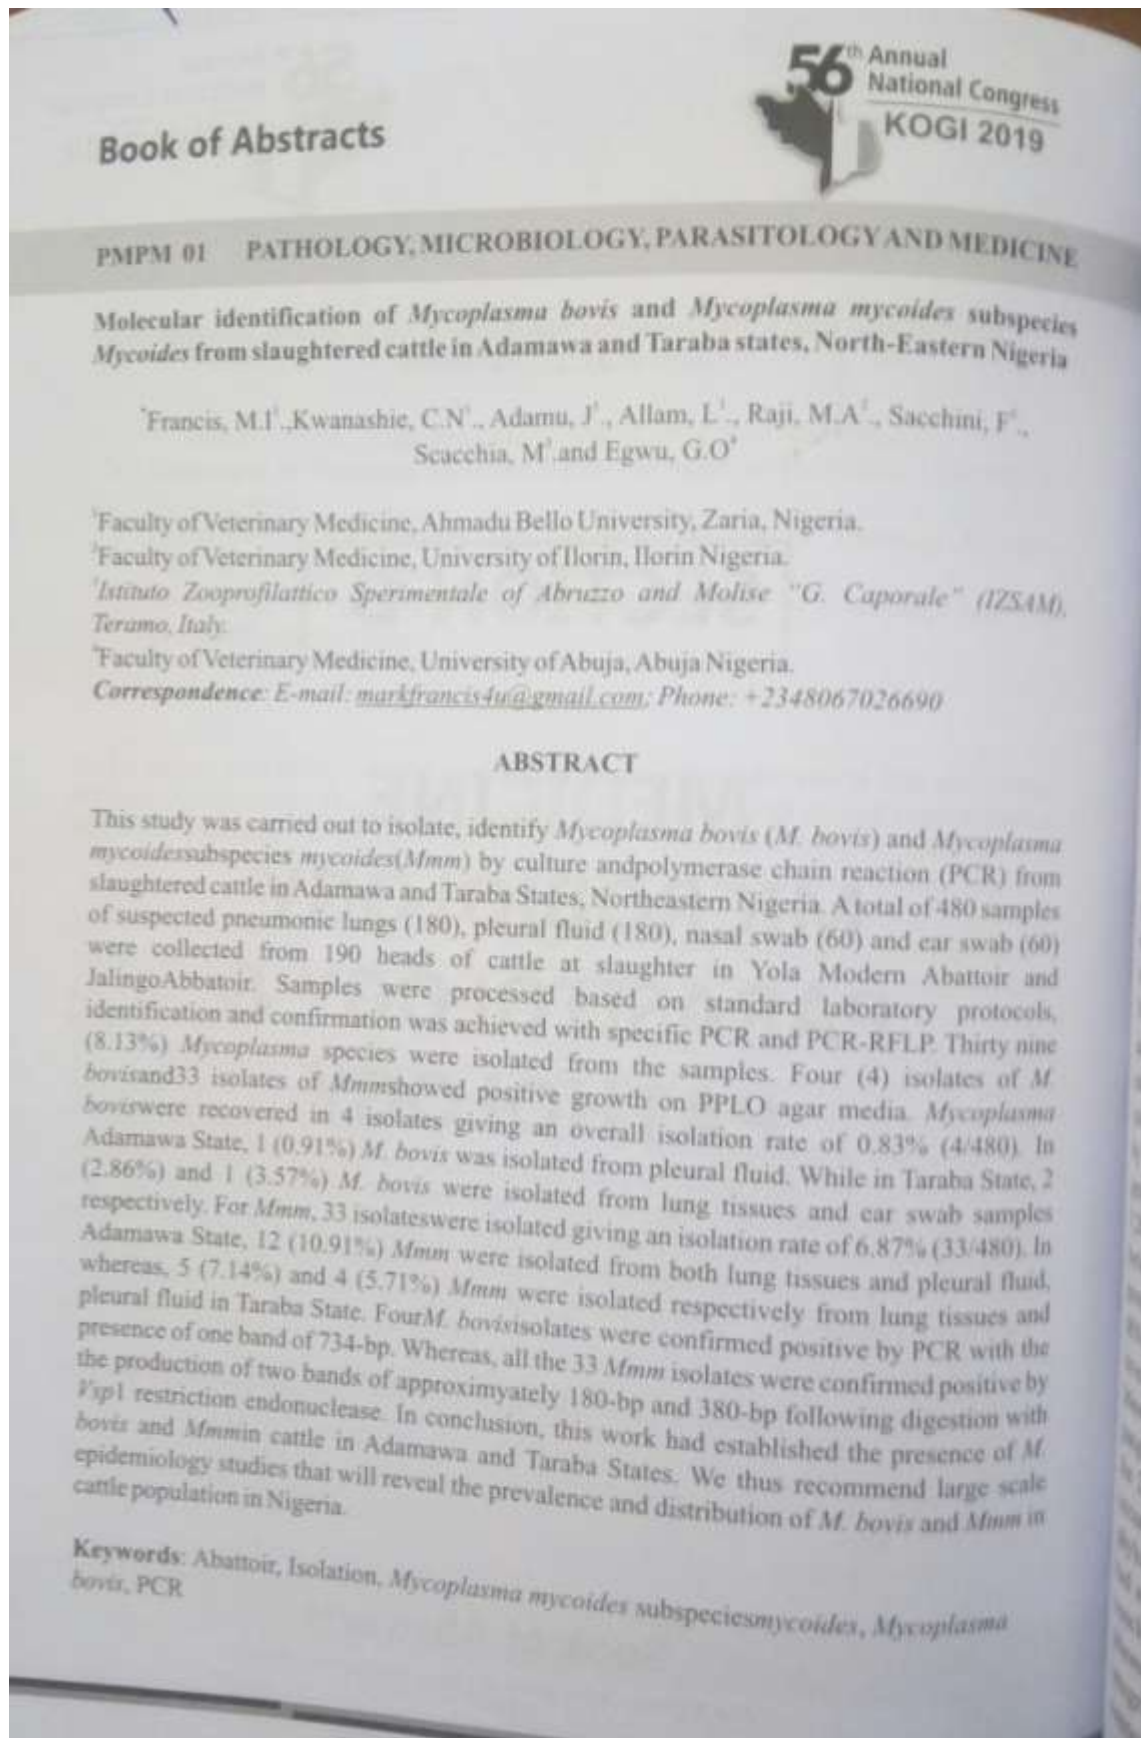 56th Annual
National Congress
KOGI 2019
Book of Abstracts
PMPM 01 PATHOLOGY, MICROBIOLOGY, PARASITOLOGY AND MEDICINE
Molecular identification of Mycoplasma bovis and Mycoplasma mycoides subspecies
Mycoides from slaughtered cattle in Adamawa and Taraba states, North-Eastern Nigeria
*Francis, M.I¹.,Kwanashie, C.N¹., Adamu, J¹., Allam, L¹., Raji, M.A²., Sacchini, F³.,
Scacchia, M³.and Egwu, G.O⁴
¹Faculty of Veterinary Medicine, Ahmadu Bello University, Zaria, Nigeria.
²Faculty of Veterinary Medicine, University of Ilorin, Ilorin Nigeria.
³Istituto Zooprofilattico Sperimentale of Abruzzo and Molise "G. Caporale" (IZSAM),
Teramo, Italy.
⁴Faculty of Veterinary Medicine, University of Abuja, Abuja Nigeria.
Correspondence: E-mail: markfrancis4u@gmail.com; Phone: +2348067026690
ABSTRACT
This study was carried out to isolate, identify Mycoplasma bovis (M. bovis) and Mycoplasma
mycoidessubspecies mycoides(Mmm) by culture andpolymerase chain reaction (PCR) from
slaughtered cattle in Adamawa and Taraba States, Northeastern Nigeria. A total of 480 samples
of suspected pneumonic lungs (180), pleural fluid (180), nasal swab (60) and ear swab (60)
were collected from 190 heads of cattle at slaughter in Yola Modern Abattoir and
JalingoAbbatoir. Samples were processed based on standard laboratory protocols,
identification and confirmation was achieved with specific PCR and PCR-RFLP. Thirty nine
(8.13%) Mycoplasma species were isolated from the samples. Four (4) isolates of M.
bovisand33 isolates of Mmmshowed positive growth on PPLO agar media. Mycoplasma
boviswere recovered in 4 isolates giving an overall isolation rate of 0.83% (4/480). In
Adamawa State, 1 (0.91%) M. bovis was isolated from pleural fluid. While in Taraba State, 2
(2.86%) and 1 (3.57%) M. bovis were isolated from lung tissues and ear swab samples
respectively. For Mmm, 33 isolateswere isolated giving an isolation rate of 6.87% (33/480). In
Adamawa State, 12 (10.91%) Mmm were isolated from both lung tissues and pleural fluid,
whereas, 5 (7.14%) and 4 (5.71%) Mmm were isolated respectively from lung tissues and
pleural fluid in Taraba State. FourM. bovisisolates were confirmed positive by PCR with the
presence of one band of 734-bp. Whereas, all the 33 Mmm isolates were confirmed positive by
the production of two bands of approximyately 180-bp and 380-bp following digestion with
Vsp1 restriction endonuclease. In conclusion, this work had established the presence of M.
bovis and Mmmin cattle in Adamawa and Taraba States. We thus recommend large scale
epidemiology studies that will reveal the prevalence and distribution of M. bovis and Mmm in
cattle population in Nigeria.
Keywords: Abattoir, Isolation, Mycoplasma mycoides subspeciesmycoides, Mycoplasma
bovis, PCR